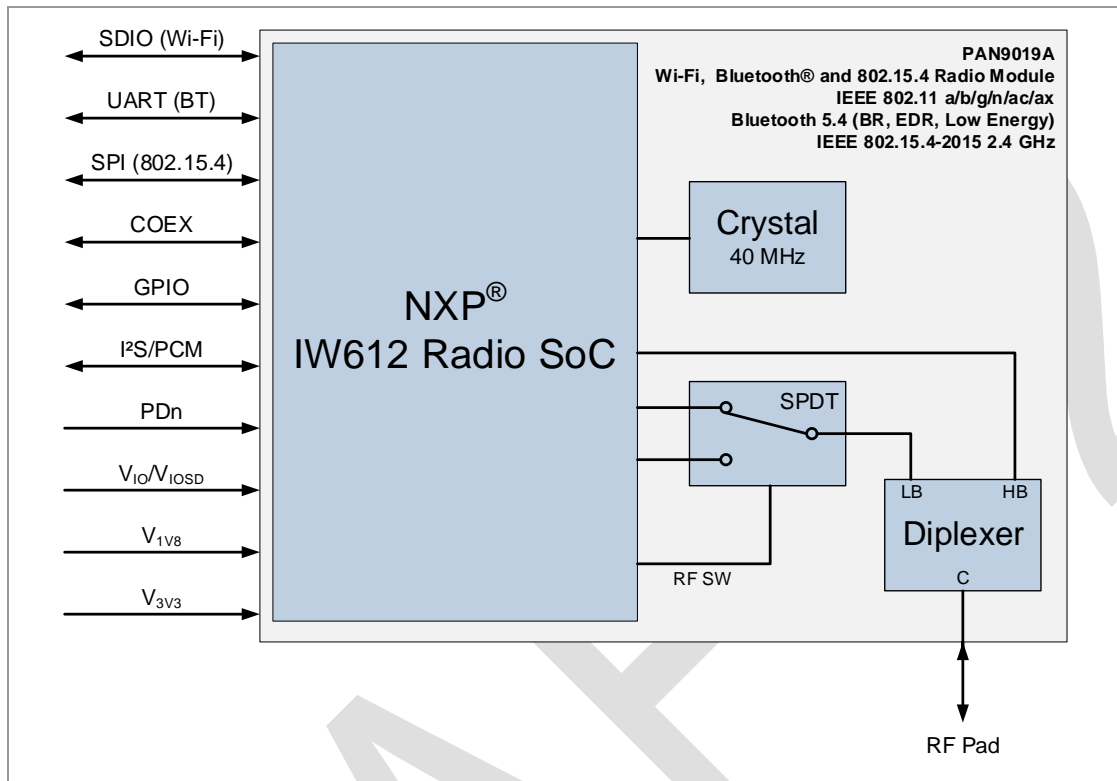 SDIO (Wi-Fi)
UART (BT)
SPI (802.15.4)
COEX
GPIO
I²S/PCM
PDn
VIO/VIOSD
V1V8
V3V3
PAN9019A
Wi-Fi, Bluetooth® and 802.15.4 Radio Module
IEEE 802.11 a/b/g/n/ac/ax
Bluetooth 5.4 (BR, EDR, Low Energy)
IEEE 802.15.4-2015 2.4 GHz
NXP®
IW612 Radio SoC
Crystal
40 MHz
SPDT
RF SW
LB HB
Diplexer
C
RF Pad